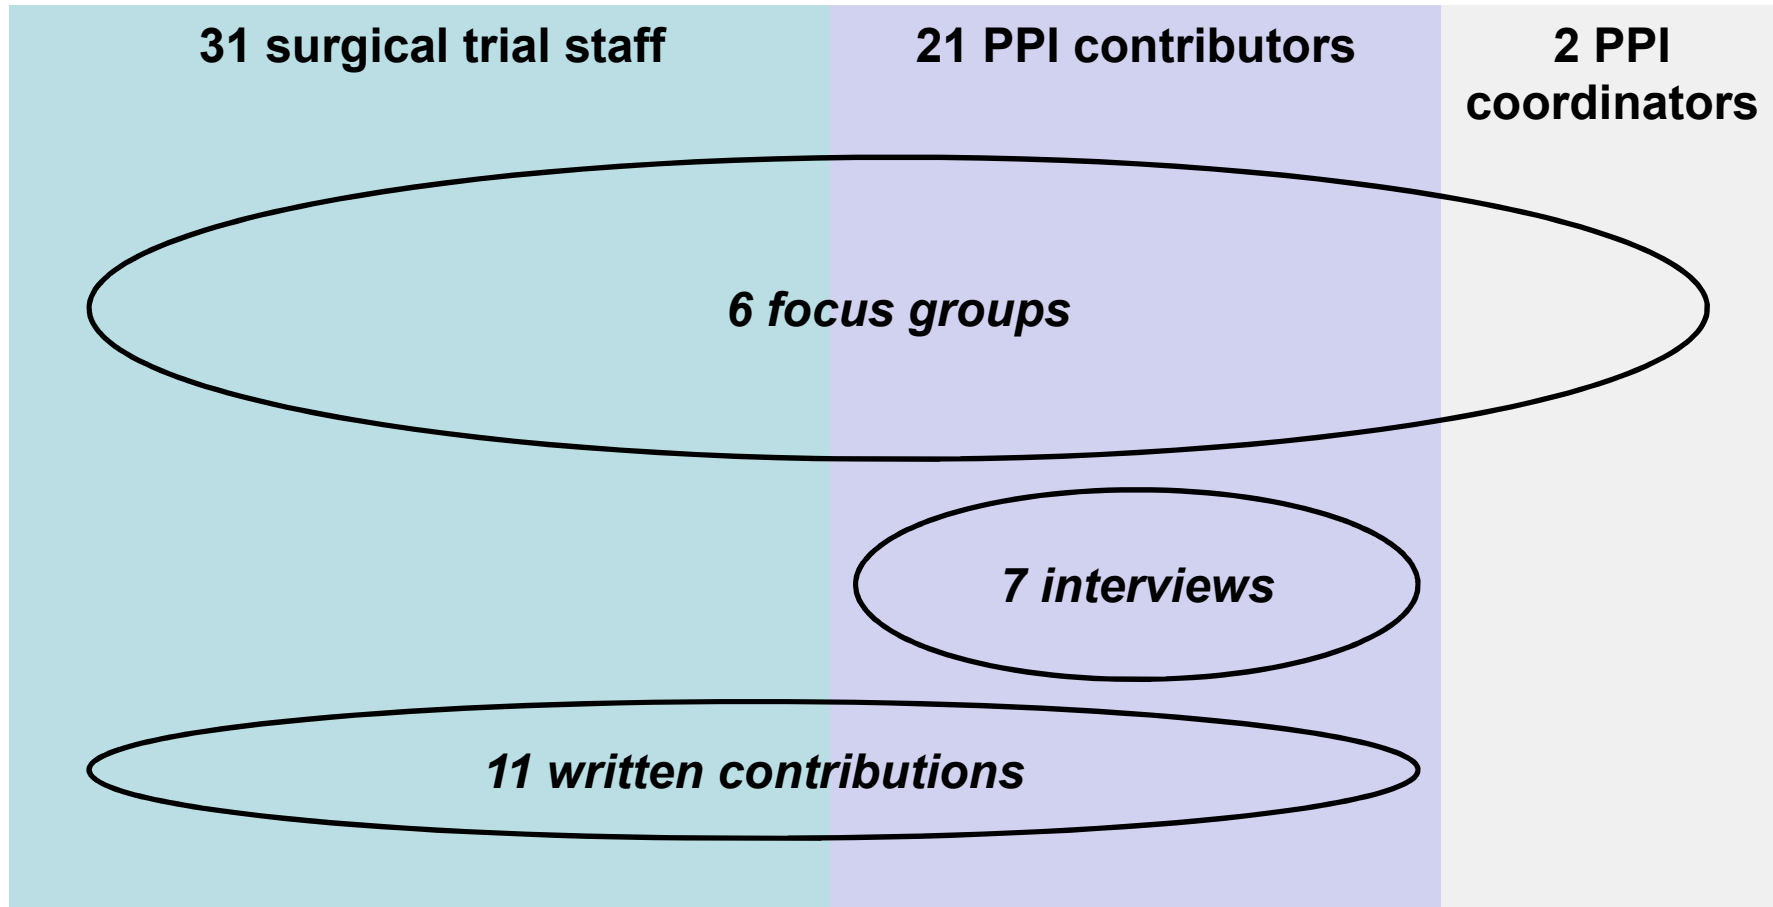 31 surgical trial staff
21 PPI contributors
2 PPI
coordinators
6 focus groups
7 interviews
11 written contributions